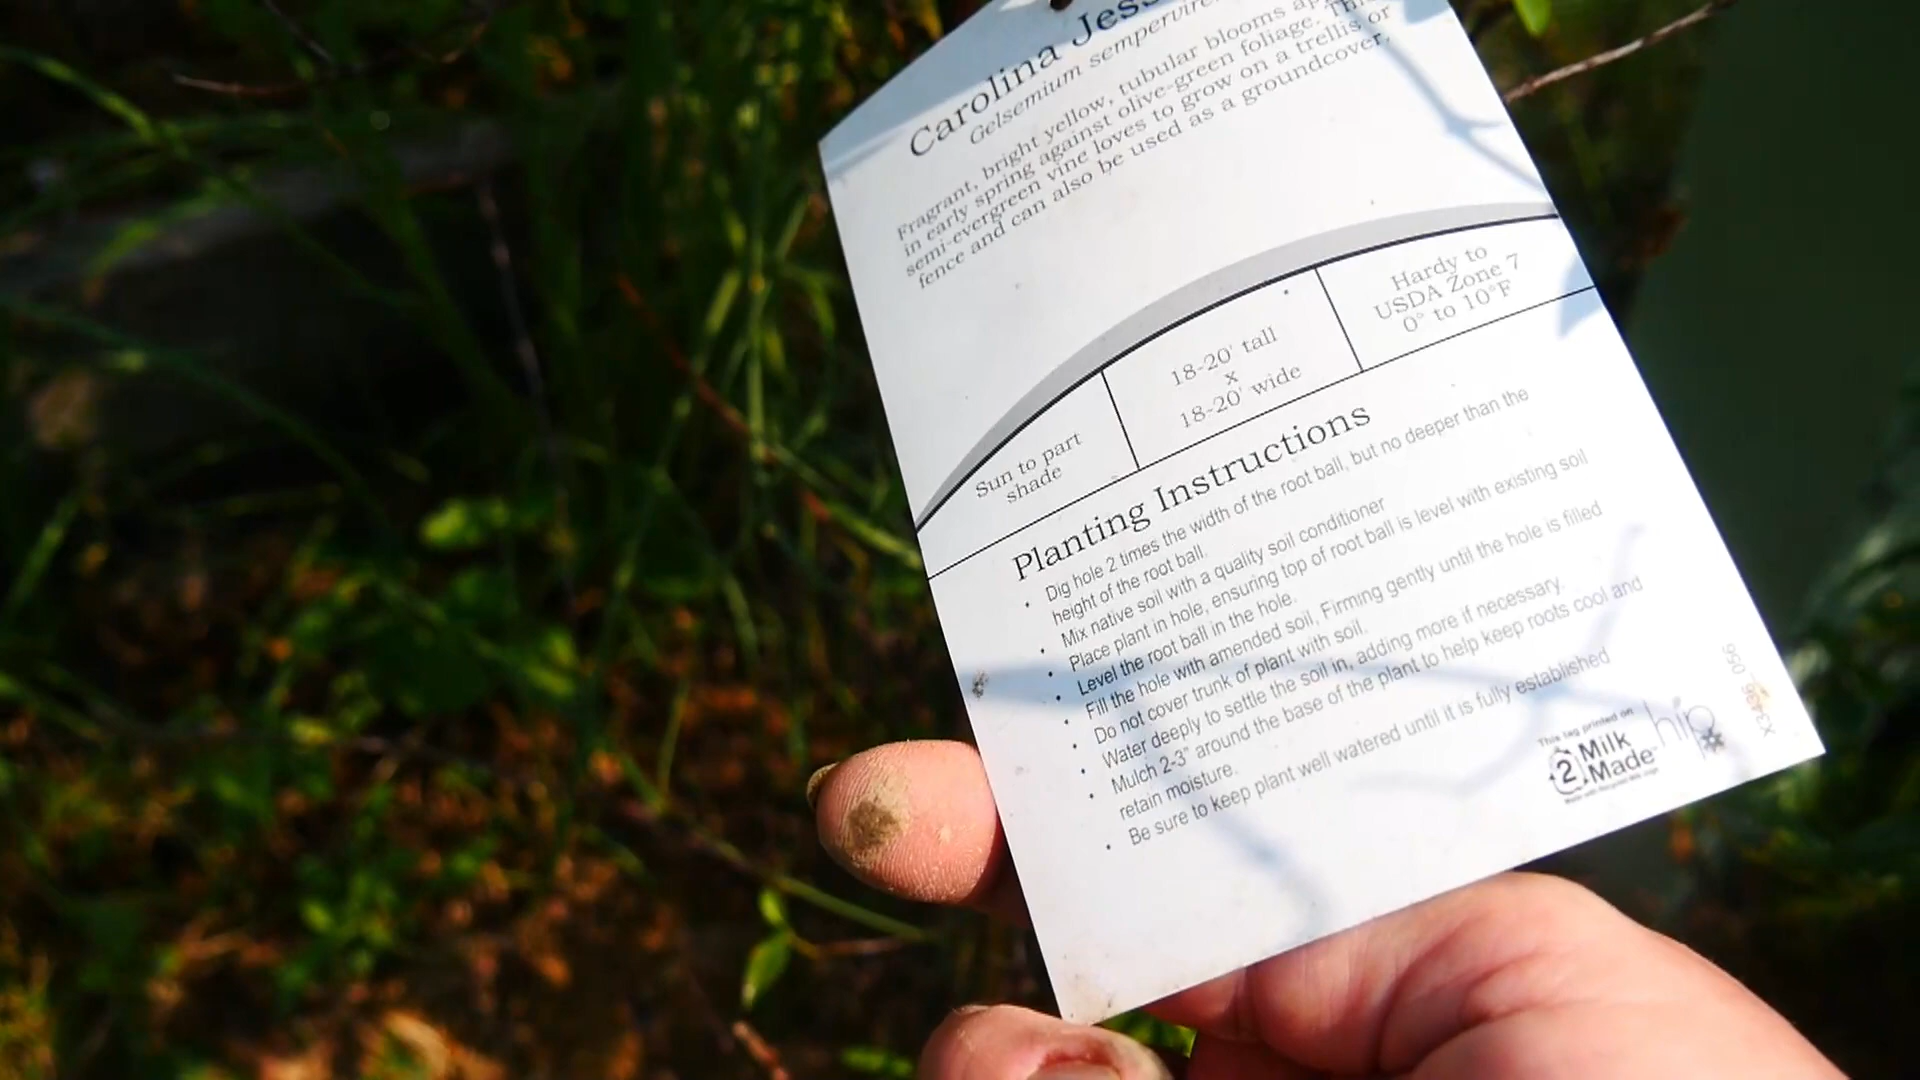 Carolina Jess
Gelsemium sempervire
Fragrant, bright yellow, tubular blooms ap
in early spring against olive-green foliage. This
semi-evergreen vine loves to grow on a trellis or
fence and can also be used as a groundcover.
Sun to part
shade
18-20' tall
x
18-20' wide
Hardy to
USDA Zone 7
0° to 10°F
Planting Instructions
• Dig hole 2 times the width of the root ball, but no deeper than the
height of the root ball.
• Mix native soil with a quality soil conditioner
• Place plant in hole, ensuring top of root ball is level with existing soil
• Level the root ball in the hole.
• Fill the hole with amended soil, Firming gently until the hole is filled
• Do not cover trunk of plant with soil.
• Water deeply to settle the soil in, adding more if necessary.
• Mulch 2-3" around the base of the plant to help keep roots cool and
retain moisture.
• Be sure to keep plant well watered until it is fully established
This tag printed on
2 Milk
Made
hip